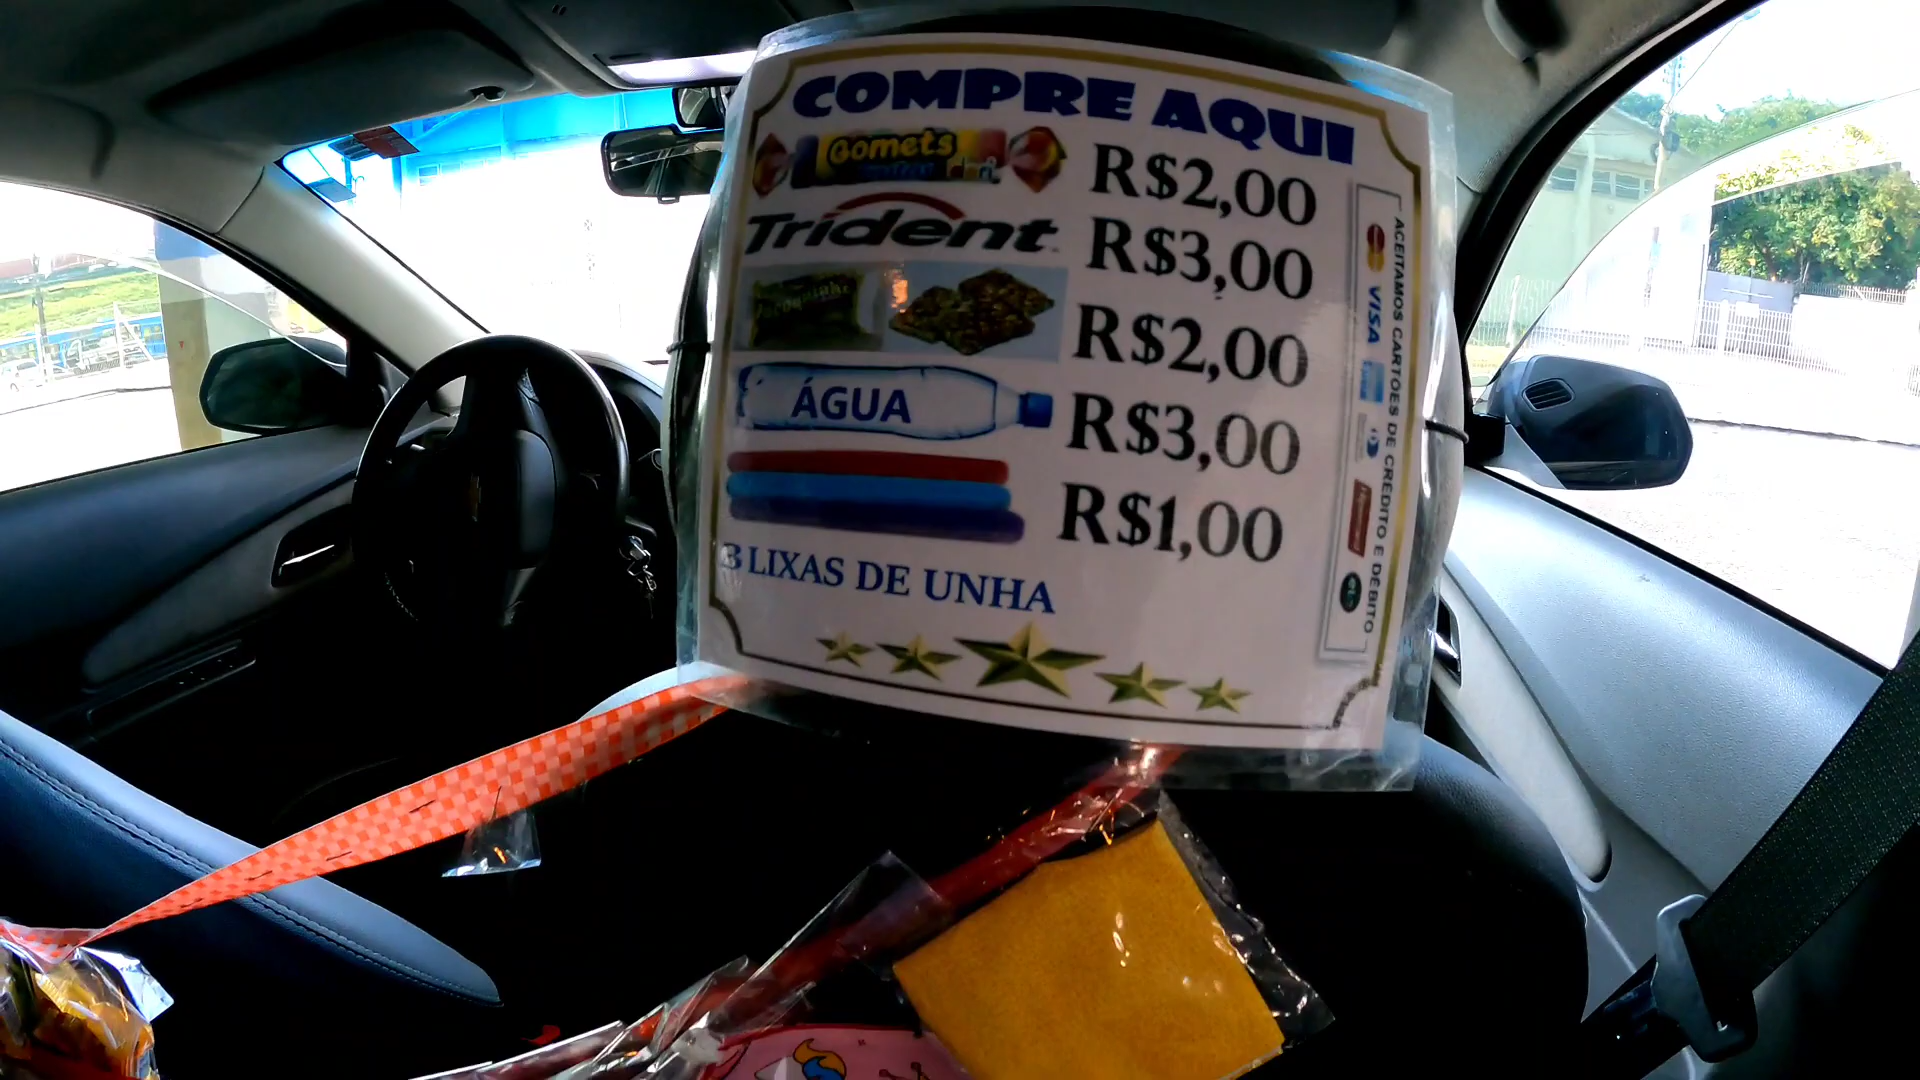 COMPRE AQUI
Gomets
dori
R$2,00
Trident
R$3,00
R$2,00
ÁGUA
R$3,00
R$1,00
3 LIXAS DE UNHA
ACEITAMOS CARTÕES DE CRÉDITO E DÉBITO
VISA